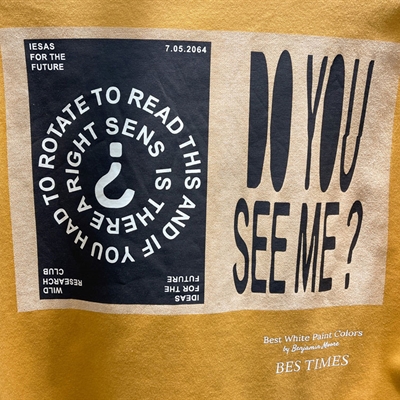 IESAS
FOR THE
FUTURE
7.05.2064
TO ROTATE TO READ THIS AND IF YOU HAD
IS THERE A RIGHT SENS
?
WILD
RESEARCH
CLUB
IDEAS
FOR THE
FUTURE
DO YOU
SEE ME?
Best White Paint Colors
by Benjamin Moore
BES TIMES